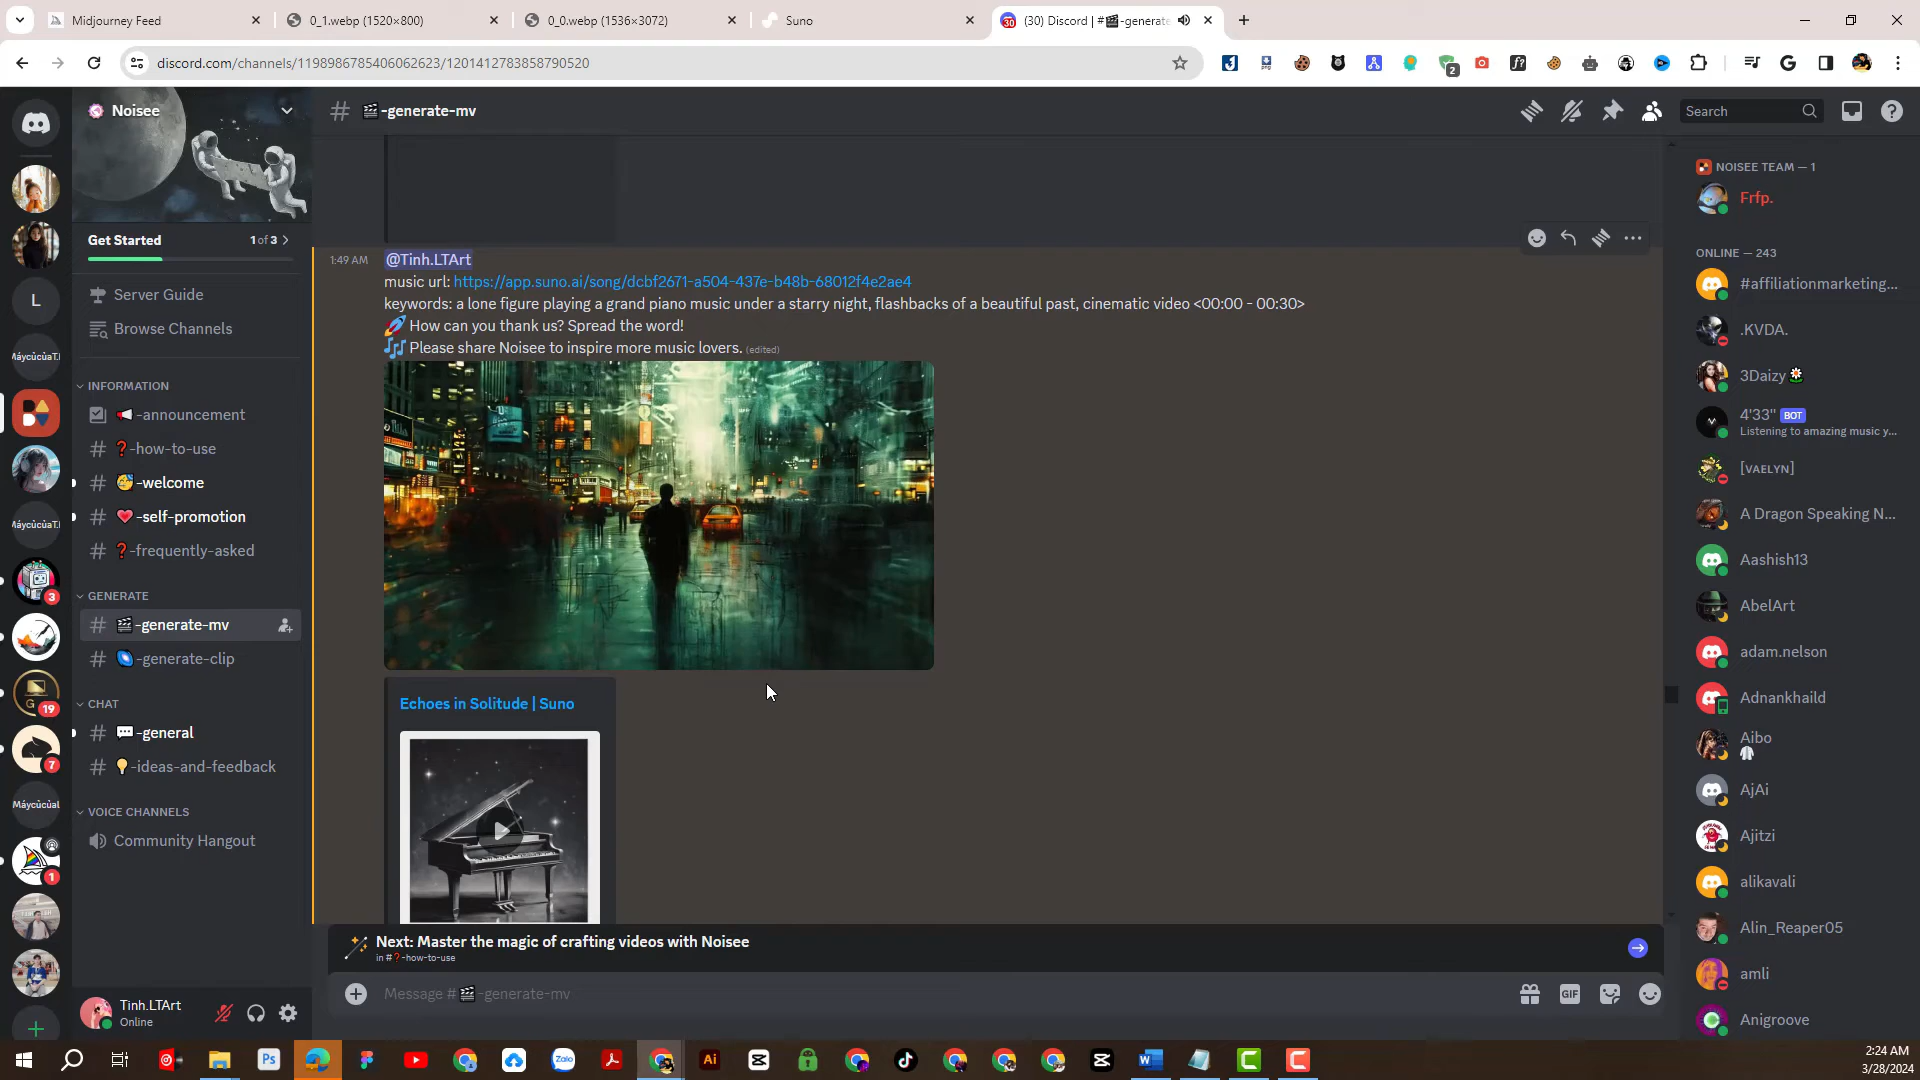 Midjourney Feed
0_1.webp (1520×800)
0_0.webp (1536×3072)
Suno
(30) Discord | #🎬-generate
discord.com/channels/1198986785406062623/1201412783858790520
2
Noisee
# 🎬-generate-mv
Search
Get Started
1 of 3
Server Guide
Browse Channels
INFORMATION
📢-announcement
❓-how-to-use
🥳-welcome
❤️-self-promotion
❓-frequently-asked
GENERATE
🎬-generate-mv
🌌-generate-clip
CHAT
💬-general
💡-ideas-and-feedback
VOICE CHANNELS
Community Hangout
L
3
19
7
1
Tinh.LTArt
Online
1:49 AM
@Tinh.LTArt
music url: https://app.suno.ai/song/dcbf2671-a504-437e-b48b-68012f4e2ae4
keywords: a lone figure playing a grand piano music under a starry night, flashbacks of a beautiful past, cinematic video <00:00 - 00:30>
🚀 How can you thank us? Spread the word!
🎶 Please share Noisee to inspire more music lovers. (edited)
Echoes in Solitude | Suno
Next: Master the magic of crafting videos with Noisee
in #❓-how-to-use
Message #🎬-generate-mv
GIF
NOISEE TEAM — 1
Frfp.
ONLINE — 243
#affiliationmarketing...
.KVDA.
3Daizy🌼
4'33" BOT
Listening to amazing music y...
[VAELYN]
A Dragon Speaking N...
Aashish13
AbelArt
adam.nelson
Adnankhaild
Aibo
AjAi
Ajitzi
alikavali
Alin_Reaper05
amli
Anigroove
2:24 AM
3/28/2024